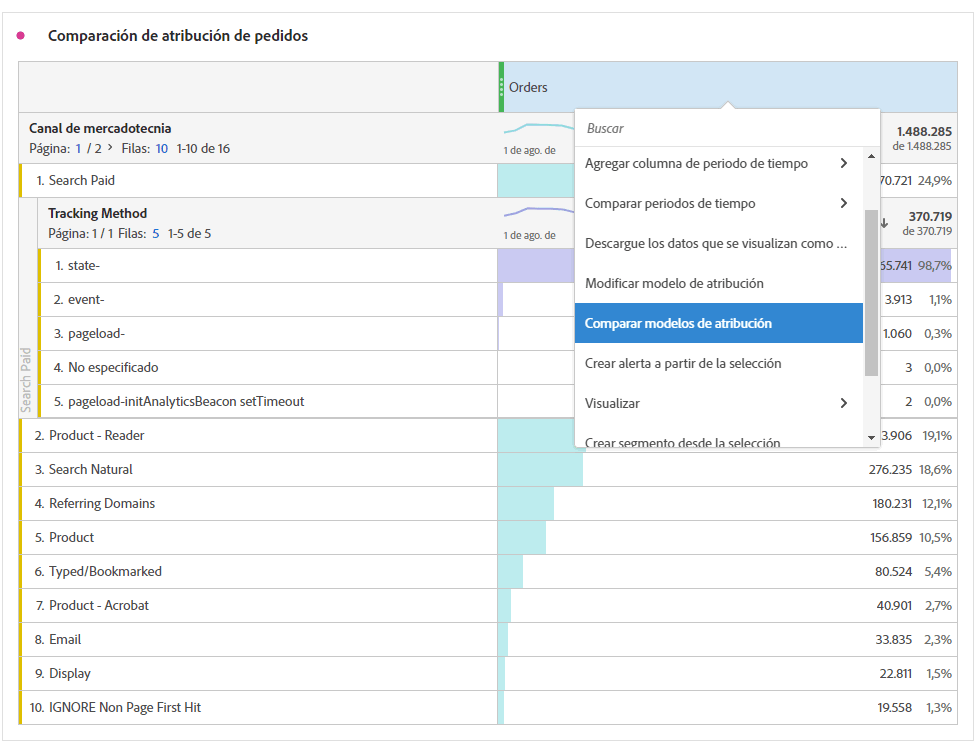 Comparación de atribución de pedidos
Orders
Canal de mercadotecnia
Página: 1 / 2 > Filas: 10 1-10 de 16
1 de ago. de
1.488.285
de 1.488.285
Buscar
Agregar columna de periodo de tiempo
Comparar periodos de tiempo
Descargue los datos que se visualizan como ...
Modificar modelo de atribución
Comparar modelos de atribución
Crear alerta a partir de la selección
Visualizar
Crear segmento desde la selección
1. Search Paid 70.721 24,9%
Tracking Method
Página: 1 / 1 Filas: 5 1-5 de 5
1 de ago. de
370.719
de 370.719
Search Paid
1. state- 65.741 98,7%
2. event- 3.913 1,1%
3. pageload- 1.060 0,3%
4. No especificado 3 0,0%
5. pageload-initAnalyticsBeacon setTimeout 2 0,0%
2. Product - Reader 3.906 19,1%
3. Search Natural 276.235 18,6%
4. Referring Domains 180.231 12,1%
5. Product 156.859 10,5%
6. Typed/Bookmarked 80.524 5,4%
7. Product - Acrobat 40.901 2,7%
8. Email 33.835 2,3%
9. Display 22.811 1,5%
10. IGNORE Non Page First Hit 19.558 1,3%